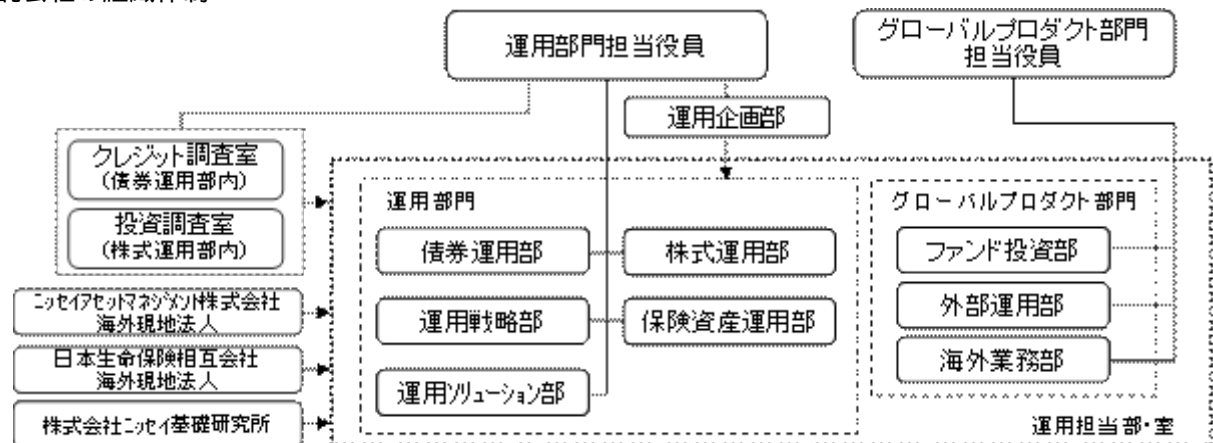 運用部門担当役員
グローバルプロダクト部門
担当役員
運用企画部
クレジット調査室
(債券運用部内)
投資調査室
(株式運用部内)
運用部門
グローバルプロダクト部門
債券運用部
株式運用部
ファンド投資部
ニッセイアセットマネジメント株式会社
海外現地法人
運用戦略部
保険資産運用部
外部運用部
日本生命保険相互会社
海外現地法人
海外業務部
運用ソリューション部
株式会社ニッセイ基礎研究所
運用担当部・室